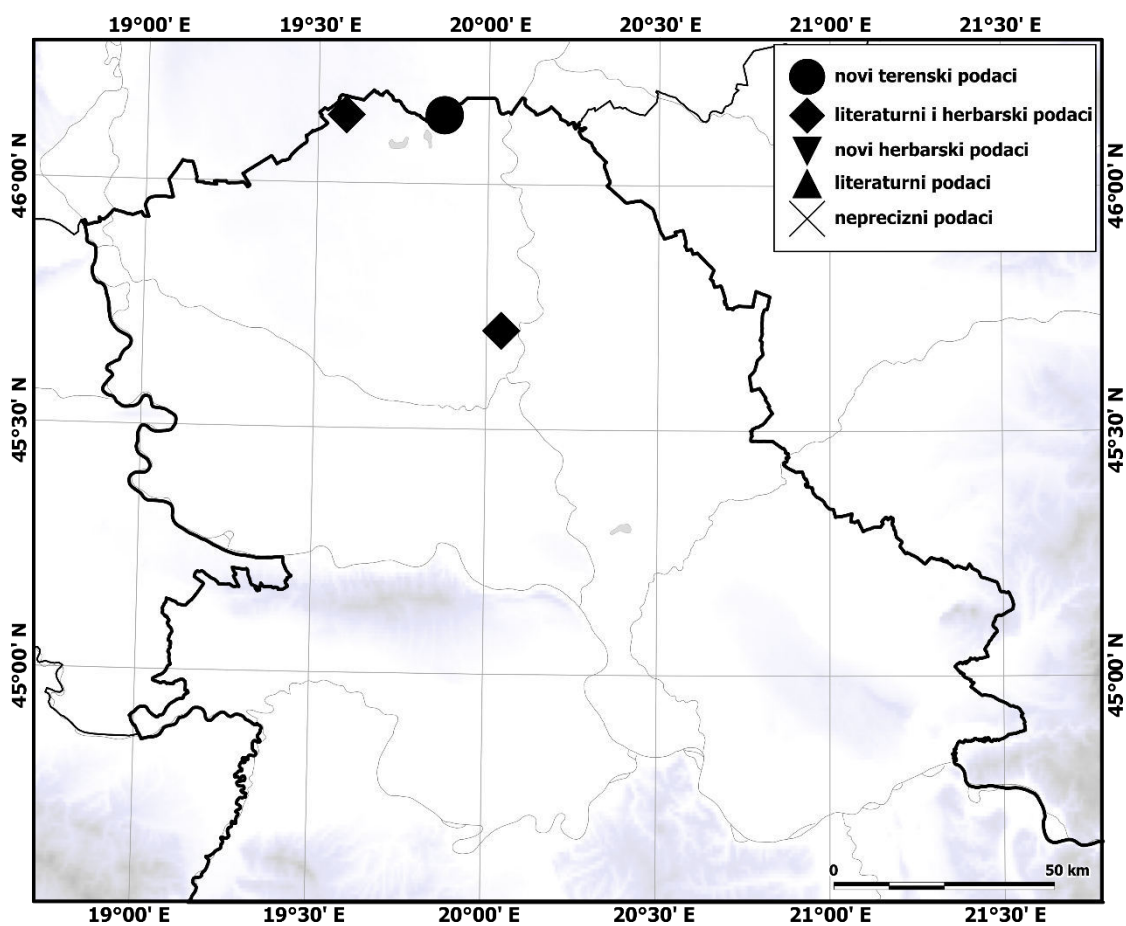 19°00' E 19°30' E 20°00' E 20°30' E 21°00' E 21°30' E
novi terenski podaci
literaturni i herbarski podaci
novi herbarski podaci
literaturni podaci
neprecizni podaci
46°00' N 46°00' N
45°30' N 45°30' N
45°00' N 45°00' N
0 50 km
19°00' E 19°30' E 20°00' E 20°30' E 21°00' E 21°30' E